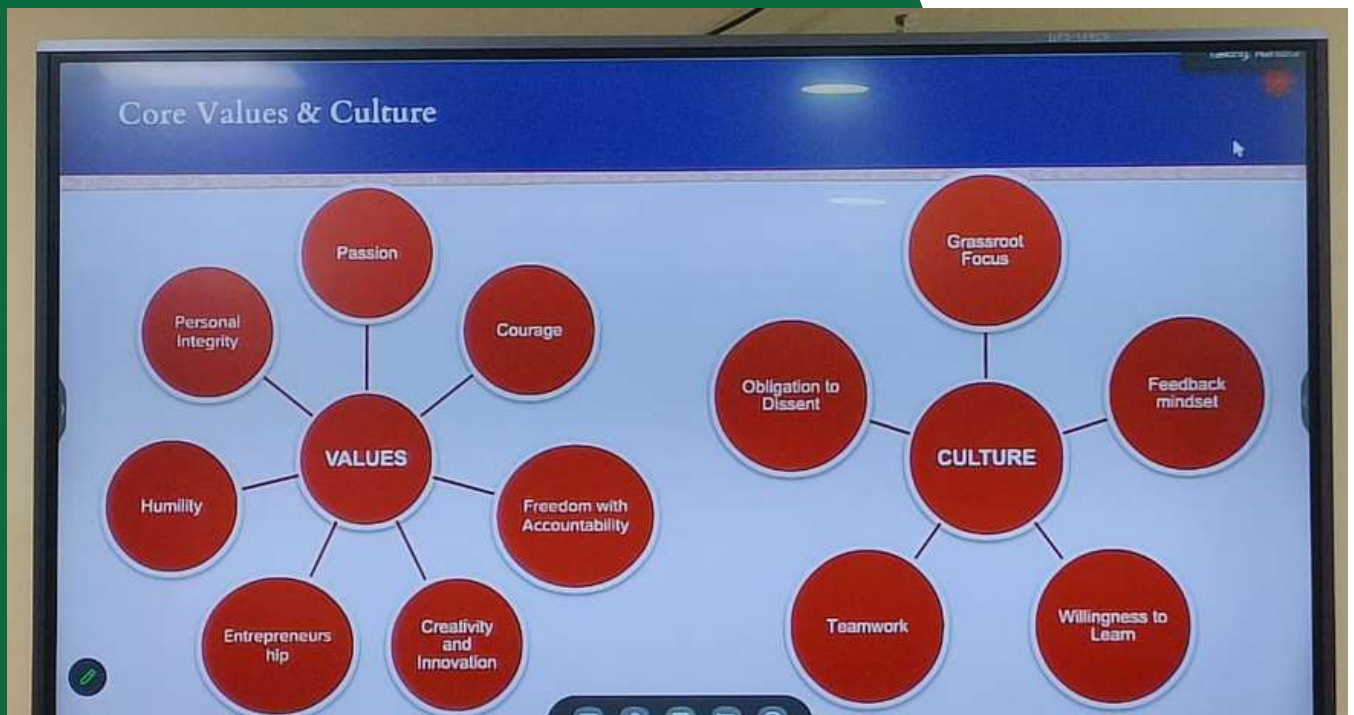 Core Values & Culture
Passion
Personal
Integrity
Courage
VALUES
Humility
Freedom with
Accountability
Entrepreneurs
hip
Creativity
and
Innovation
Grassroot
Focus
Obligation to
Dissent
Feedback
mindset
CULTURE
Teamwork
Willingness to
Learn